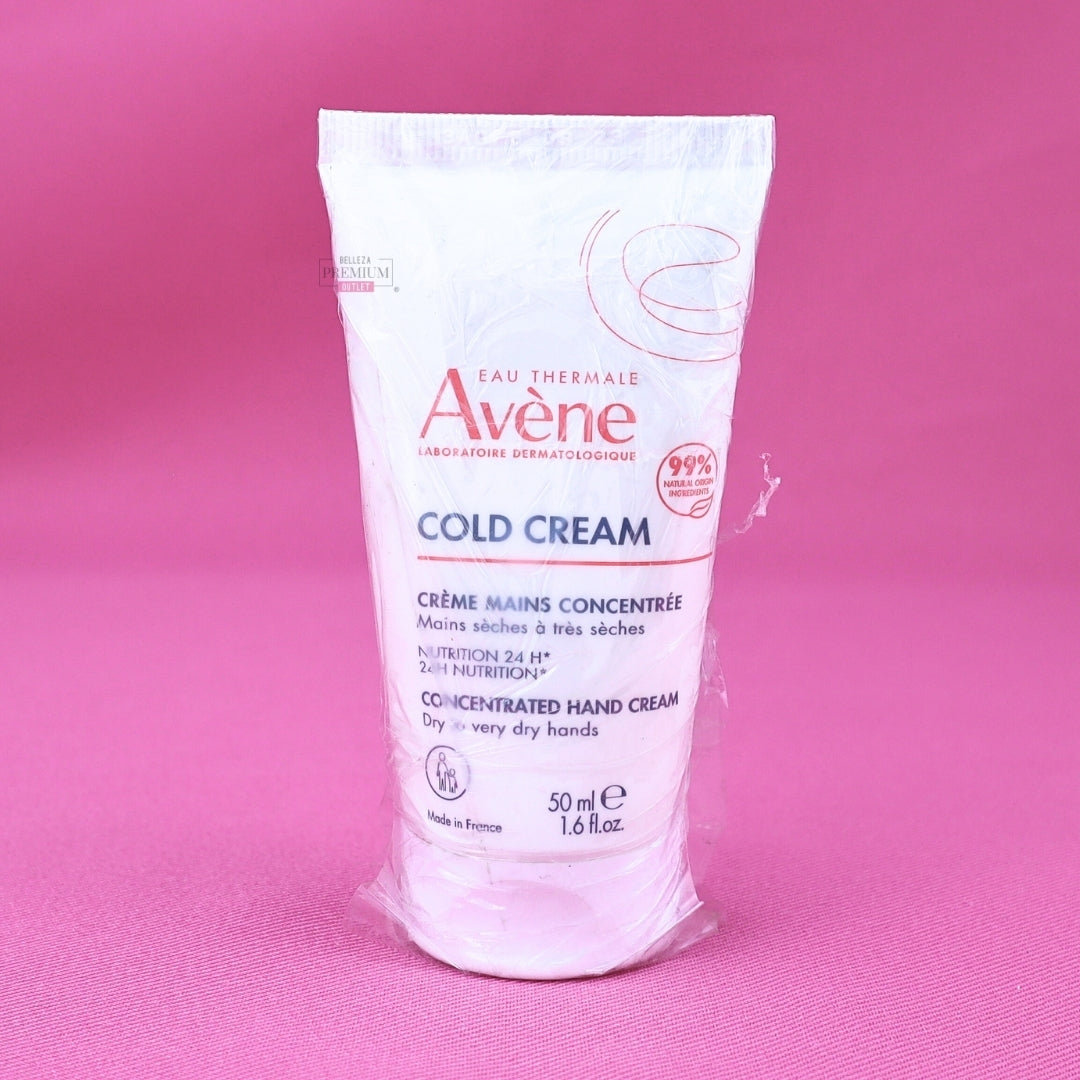 BELLEZA
PREMIUM
OUTLET
®
EAU THERMALE
Avène
LABORATOIRE DERMATOLOGIQUE
99%
NATURAL ORIGIN
INGREDIENTS
COLD CREAM
CRÈME MAINS CONCENTRÉE
Mains sèches à très sèches
NUTRITION 24 H*
24H NUTRITION*
CONCENTRATED HAND CREAM
Dry to very dry hands
50 ml ℮
Made in France
1.6 fl.oz.